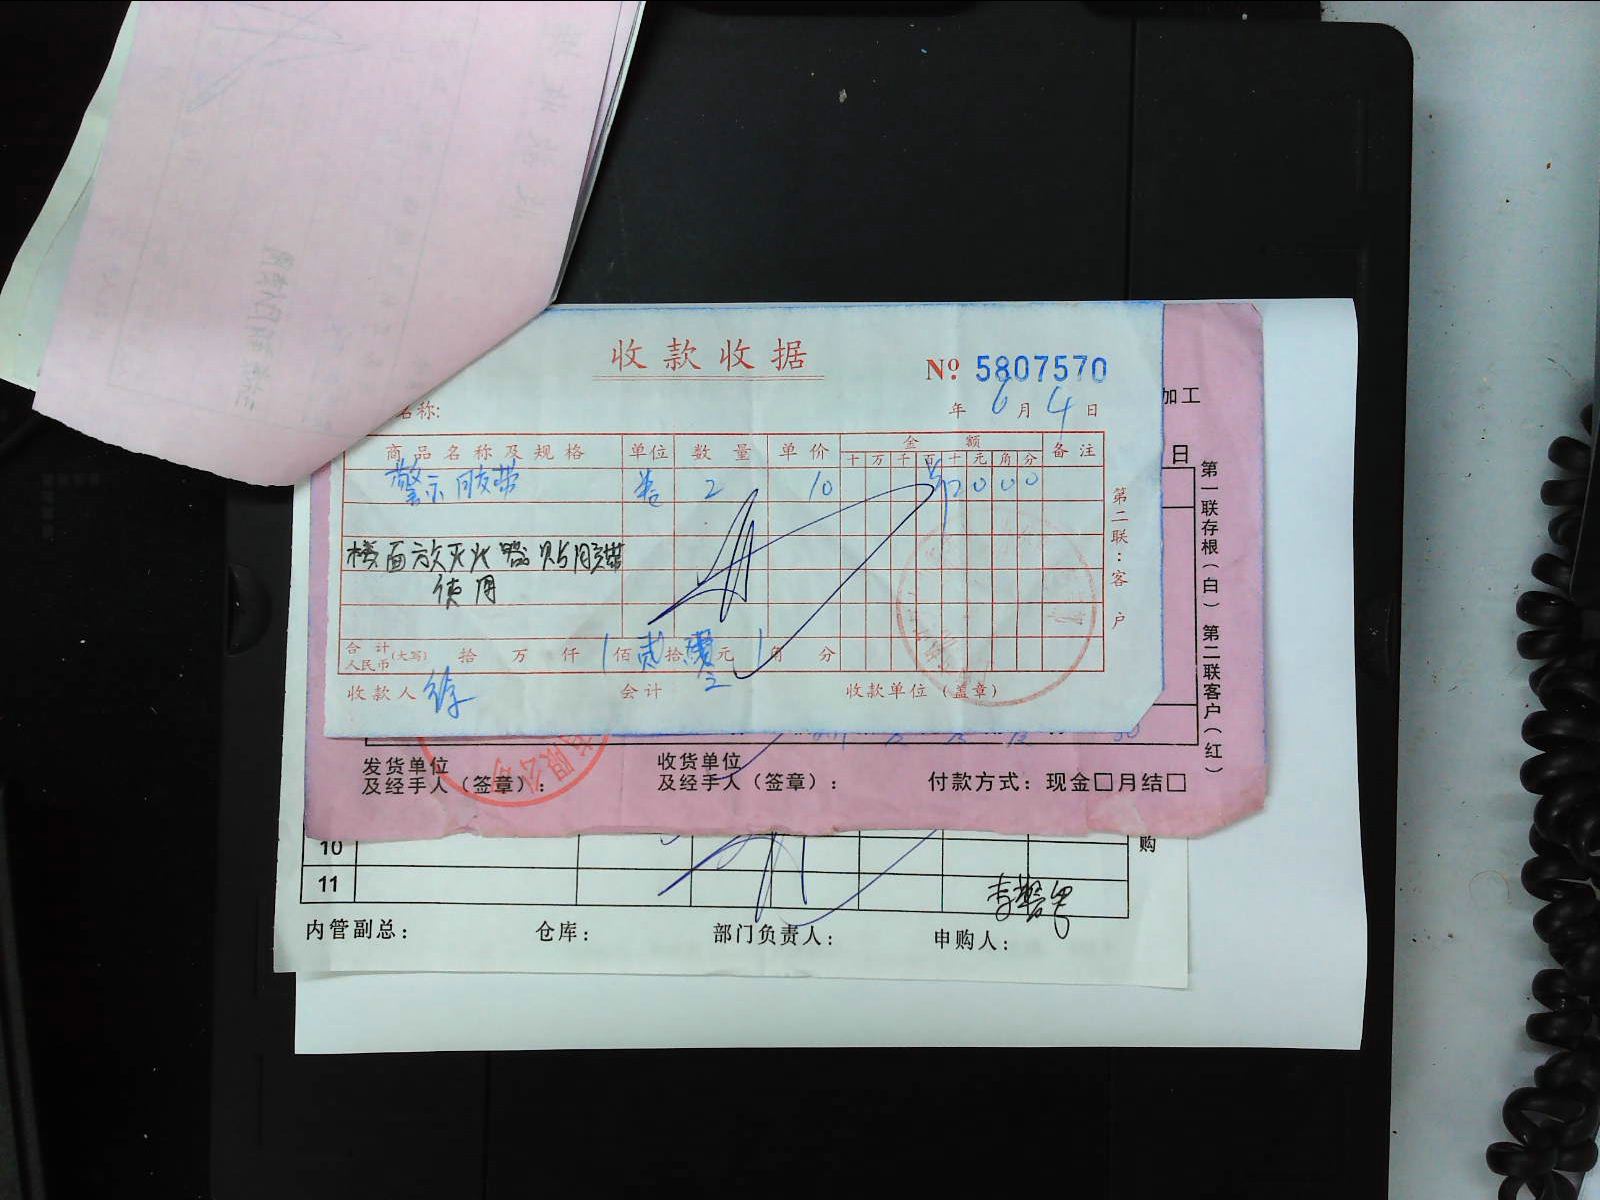 收款收据
№ 5807570
名称:
年 6 月 4 日
商品名称及规格 单位 数量 单价 金额 备注
十 万 千 百 十 元 角 分
警示胶带 卷 2 10 ¥2000
楼面放灭火器贴胶带
使用
合计
人民币 (大写) 拾 万 仟 佰 贰 拾 零 元 角 分
收款人 会计 收款单位(盖章)
第二联:客户
加工
日
第一联存根(白)第二联客户(红)
有限公司
发货单位
及经手人(签章):
收货单位
及经手人(签章):
付款方式:现金□月结□
10
购
11
内管副总: 仓库: 部门负责人: 申购人: